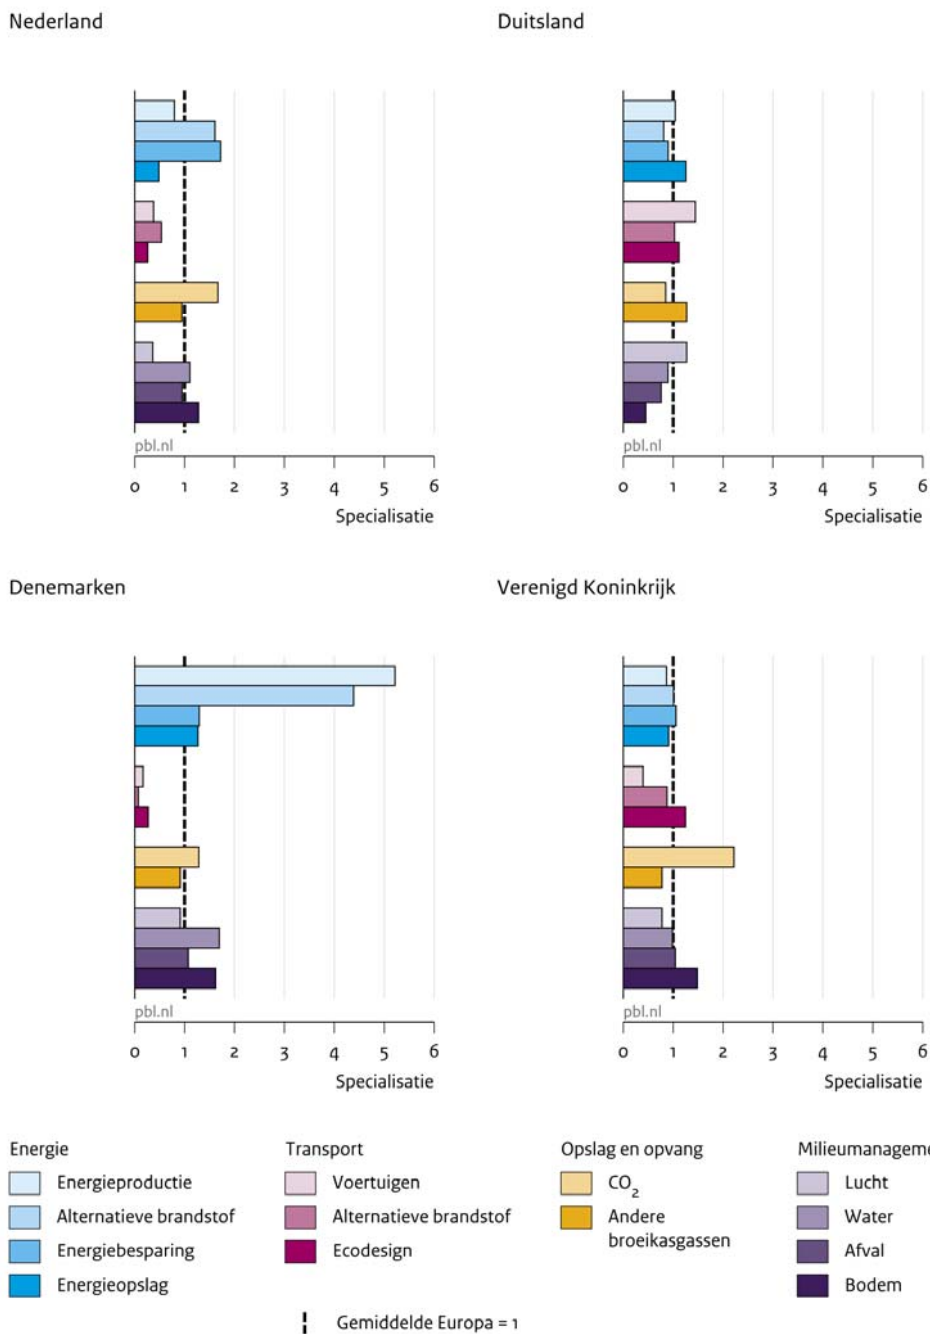 Nederland
Duitsland
pbl.nl
0 1 2 3 4 5 6
Specialisatie
pbl.nl
0 1 2 3 4 5 6
Specialisatie
Denemarken
Verenigd Koninkrijk
pbl.nl
0 1 2 3 4 5 6
Specialisatie
pbl.nl
0 1 2 3 4 5 6
Specialisatie
Energie
Energieproductie
Alternatieve brandstof
Energiebesparing
Energieopslag
Transport
Voertuigen
Alternatieve brandstof
Ecodesign
Opslag en opvang
CO₂
Andere
broeikasgassen
Milieumanageme
Lucht
Water
Afval
Bodem
Gemiddelde Europa = 1